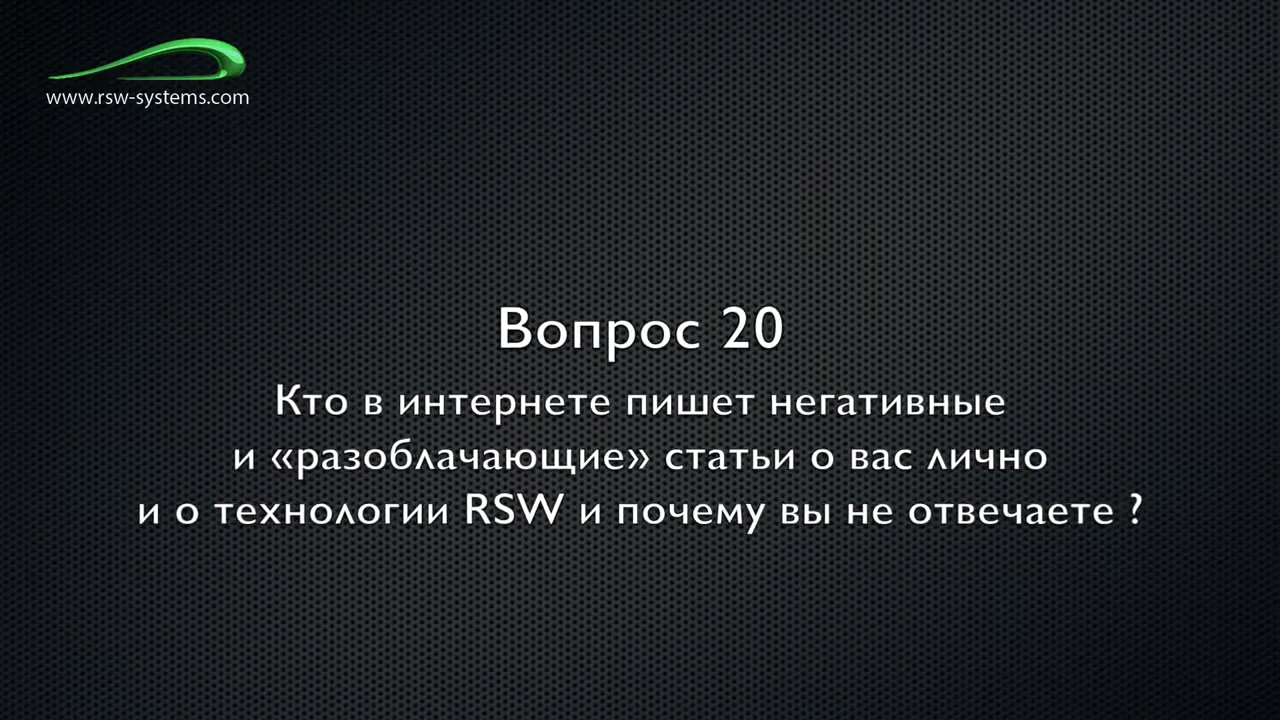 www.rsw-systems.com
Вопрос 20
Кто в интернете пишет негативные
и «разоблачающие» статьи о вас лично
и о технологии RSW и почему вы не отвечаете ?